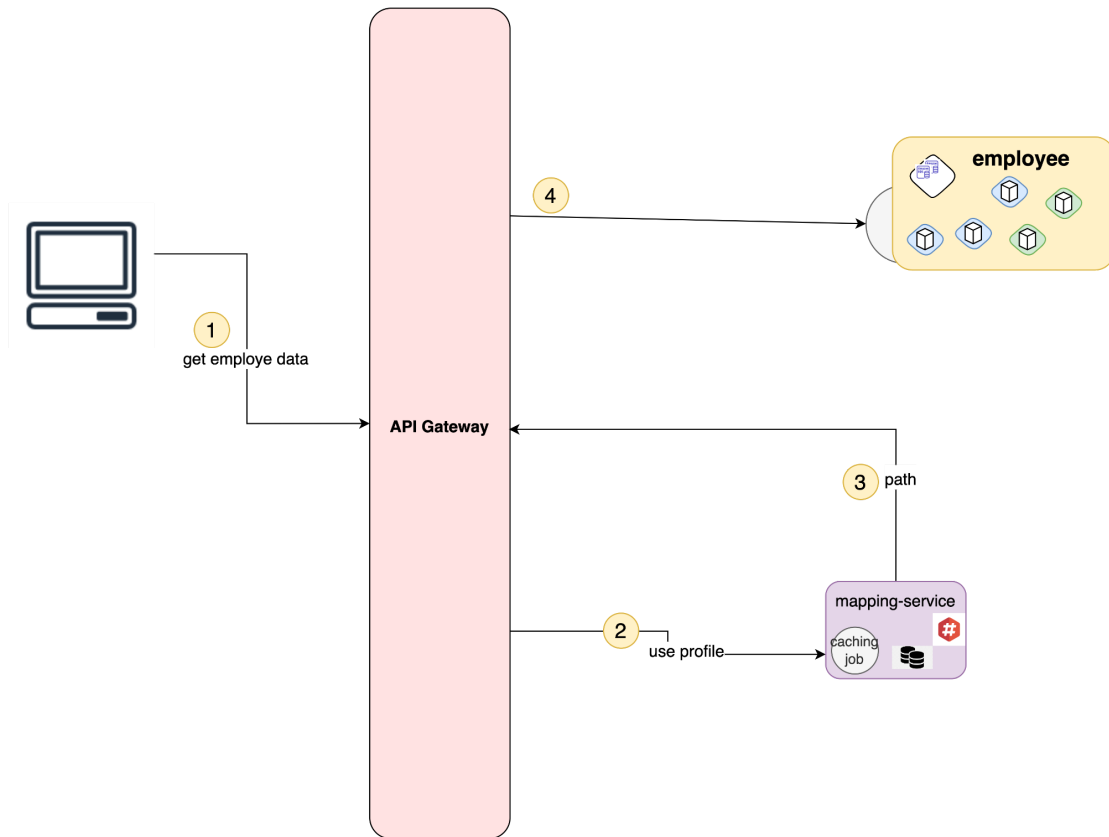 employee
4
1
get employe data
API Gateway
3
path
mapping-service
2
use profile
caching
job